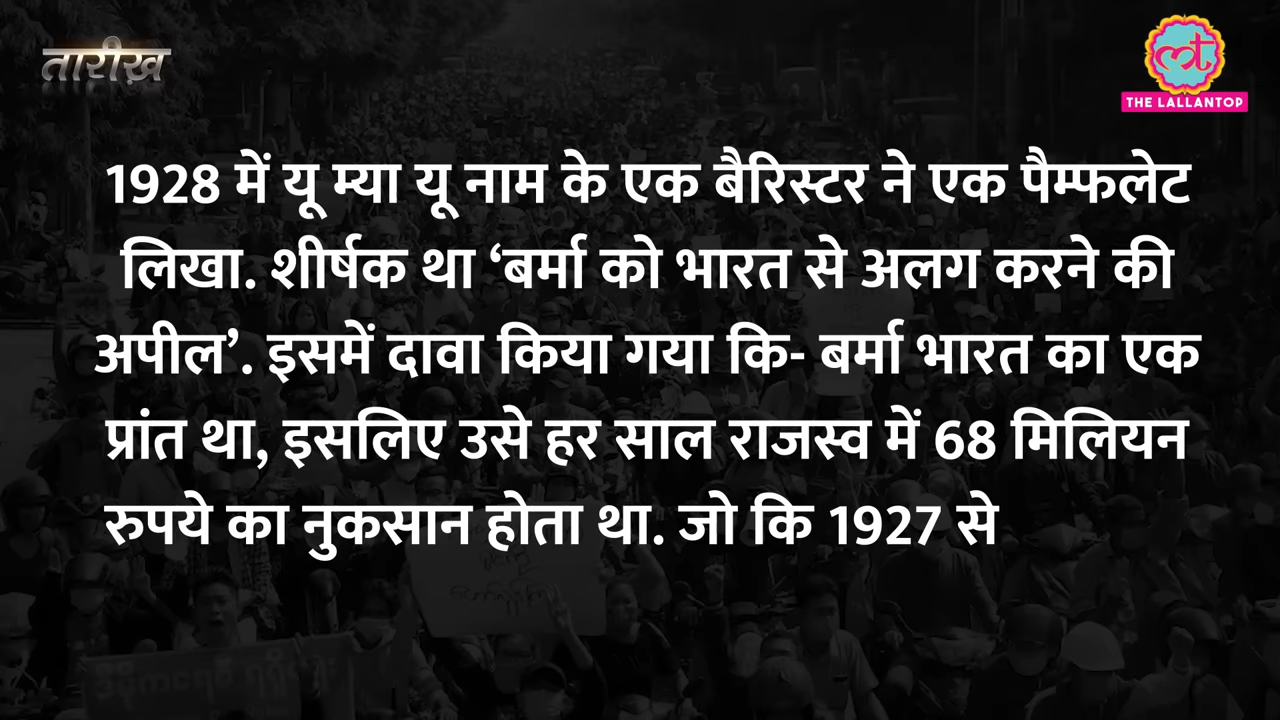 तारीख़
THE LALLANTOP
1928 में यू म्या यू नाम के एक बैरिस्टर ने एक पैम्फलेट
लिखा. शीर्षक था ‘बर्मा को भारत से अलग करने की
अपील’. इसमें दावा किया गया कि- बर्मा भारत का एक
प्रांत था, इसलिए उसे हर साल राजस्व में 68 मिलियन
रुपये का नुकसान होता था. जो कि 1927 से